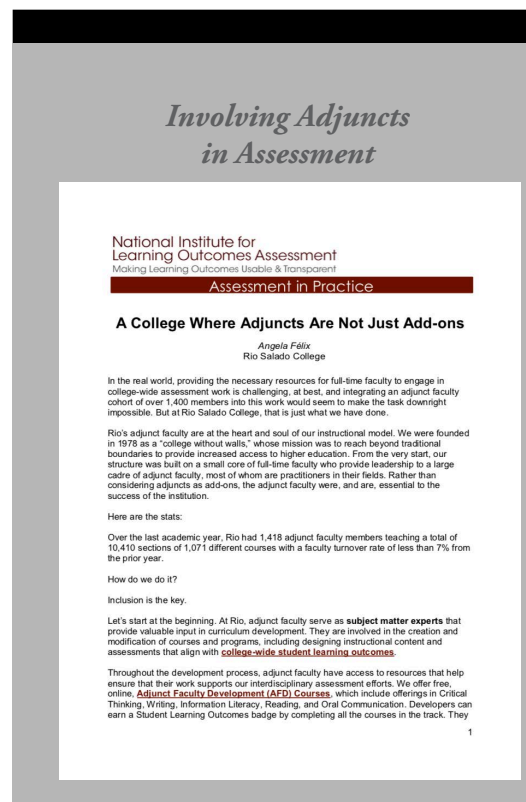 Involving Adjuncts
in Assessment
National Institute for
Learning Outcomes Assessment
Making Learning Outcomes Usable & Transparent
Assessment in Practice
A College Where Adjuncts Are Not Just Add-ons
Angela Félix
Rio Salado College
In the real world, providing the necessary resources for full-time faculty to engage in
college-wide assessment work is challenging, at best, and integrating an adjunct faculty
cohort of over 1,400 members into this work would seem to make the task downright
impossible. But at Rio Salado College, that is just what we have done.
Rio's adjunct faculty are at the heart and soul of our instructional model. We were founded
in 1978 as a “college without walls,” whose mission was to reach beyond traditional
boundaries to provide increased access to higher education. From the very start, our
structure was built on a small core of full-time faculty who provide leadership to a large
cadre of adjunct faculty, most of whom are practitioners in their fields. Rather than
considering adjuncts as add-ons, the adjunct faculty were, and are, essential to the
success of the institution.
Here are the stats:
Over the last academic year, Rio had 1,418 adjunct faculty members teaching a total of
10,410 sections of 1,071 different courses with a faculty turnover rate of less than 7% from
the prior year.
How do we do it?
Inclusion is the key.
Let's start at the beginning. At Rio, adjunct faculty serve as subject matter experts that
provide valuable input in curriculum development. They are involved in the creation and
modification of courses and programs, including designing instructional content and
assessments that align with college-wide student learning outcomes.
Throughout the development process, adjunct faculty have access to resources that help
ensure that their work supports our interdisciplinary assessment efforts. We offer free,
online, Adjunct Faculty Development (AFD) Courses, which include offerings in Critical
Thinking, Writing, Information Literacy, Reading, and Oral Communication. Developers can
earn a Student Learning Outcomes badge by completing all the courses in the track. They
1